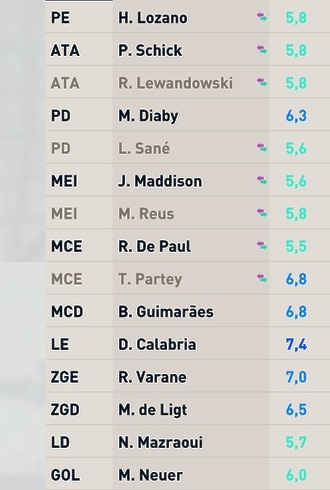 PE H. Lozano 5,8
ATA P. Schick 5,8
ATA R. Lewandowski 5,8
PD M. Diaby 6,3
PD L. Sané 5,6
MEI J. Maddison 5,6
MEI M. Reus 5,8
MCE R. De Paul 5,5
MCE T. Partey 6,8
MCD B. Guimarães 6,8
LE D. Calabria 7,4
ZGE R. Varane 7,0
ZGD M. de Ligt 6,5
LD N. Mazraoui 5,7
GOL M. Neuer 6,0